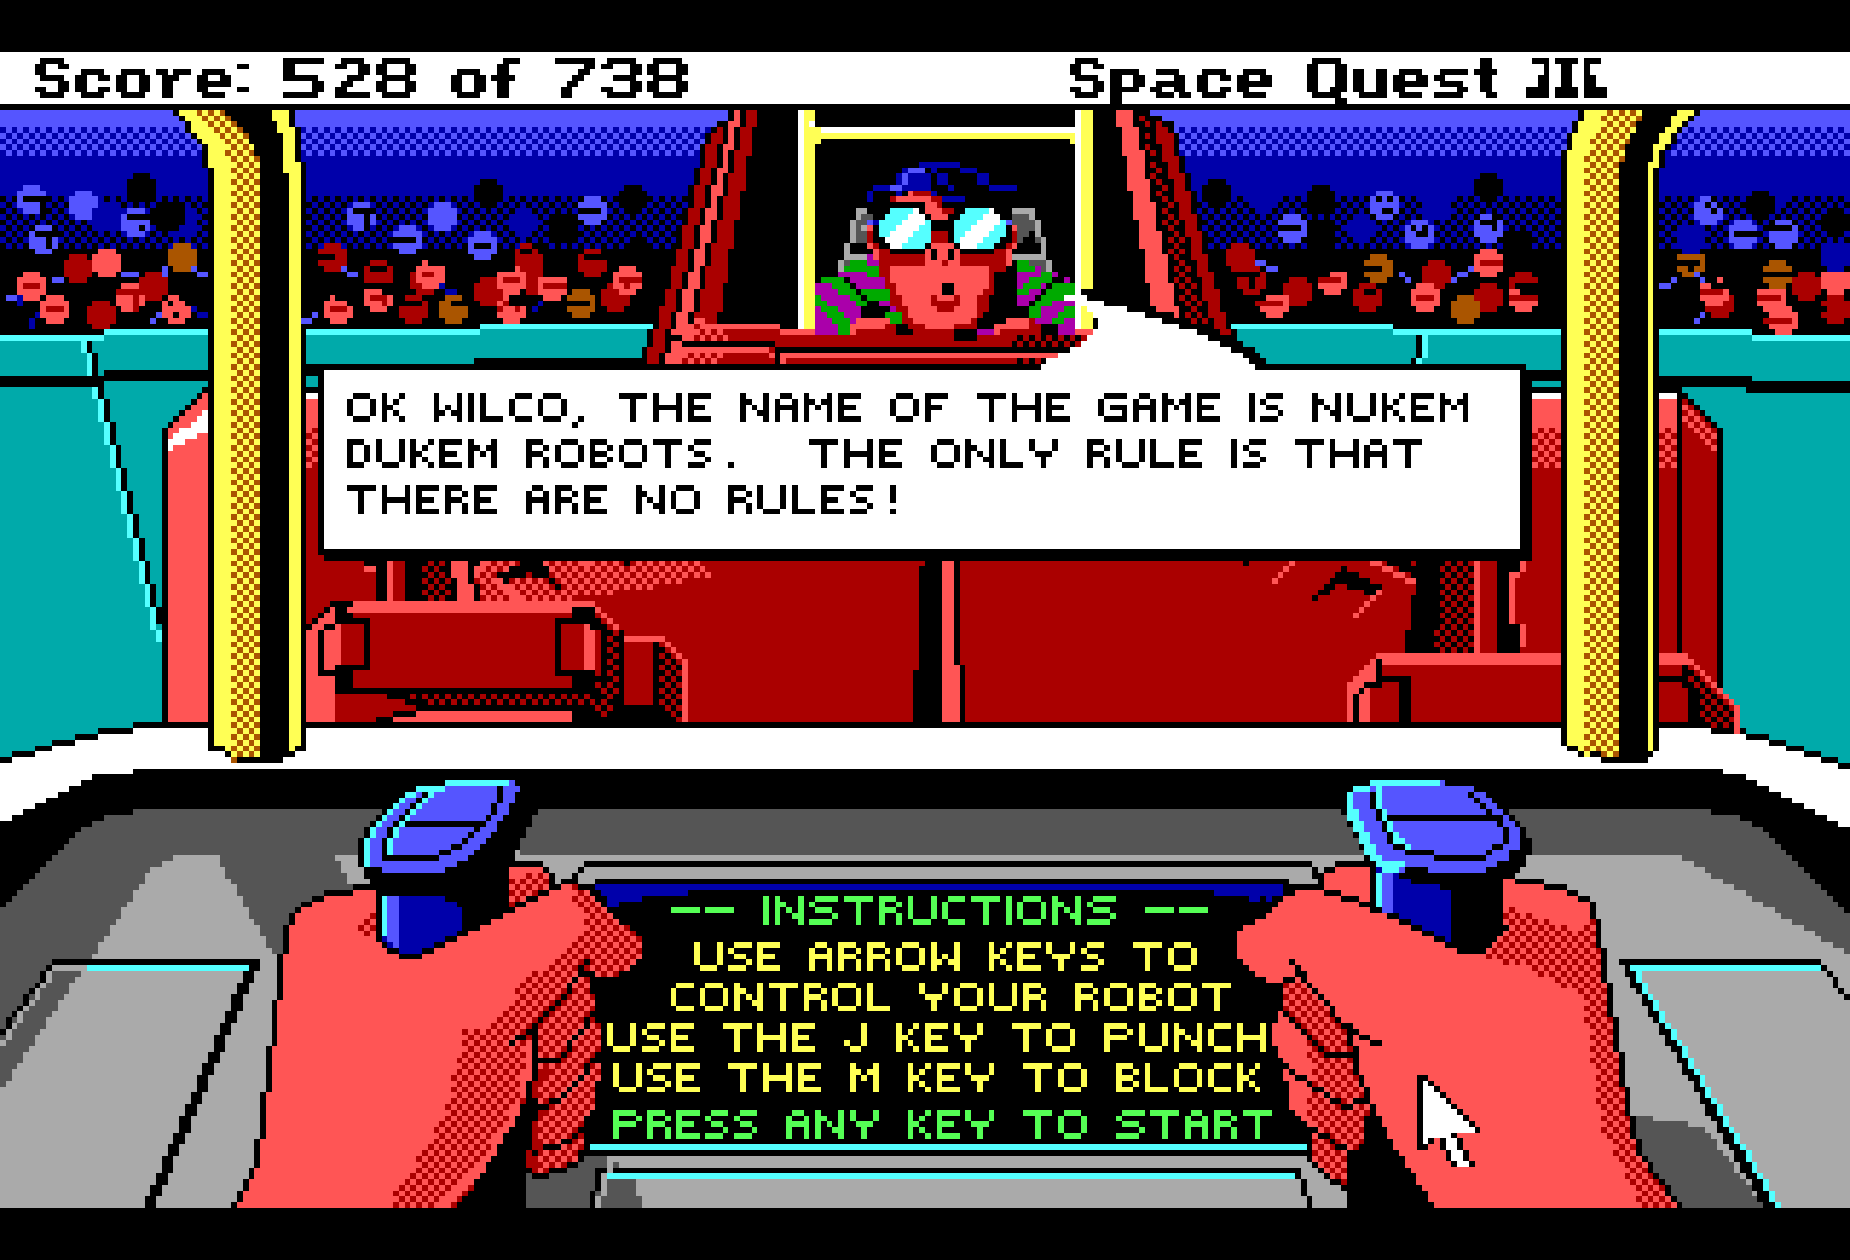 Score: 528 of 738 Space Quest III
OK WILCO, THE NAME OF THE GAME IS NUKEM
DUKEM ROBOTS. THE ONLY RULE IS THAT
THERE ARE NO RULES!
-- INSTRUCTIONS --
USE ARROW KEYS TO
CONTROL YOUR ROBOT
USE THE J KEY TO PUNCH
USE THE M KEY TO BLOCK
PRESS ANY KEY TO START